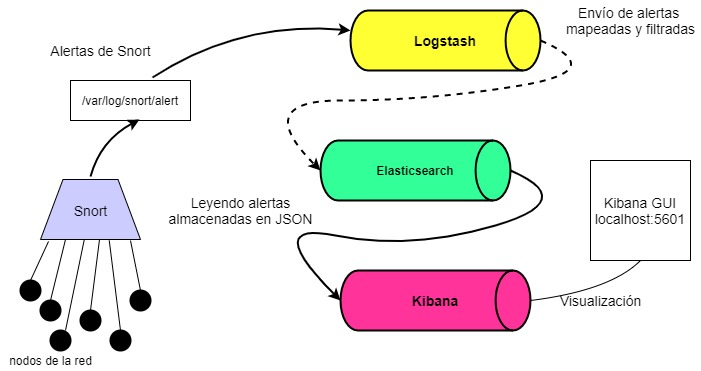 Envío de alertas
mapeadas y filtradas
Logstash
Alertas de Snort
/var/log/snort/alert
Elasticsearch
Leyendo alertas
almacenadas en JSON
Kibana GUI
localhost:5601
Snort
Kibana
Visualización
nodos de la red